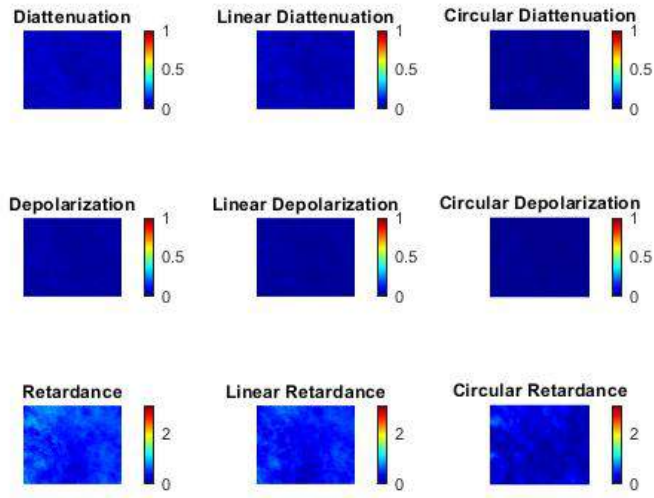 Diattenuation Linear Diattenuation Circular Diattenuation
1 1 1
0.5 0.5 0.5
0 0 0
Depolarization Linear Depolarization Circular Depolarization
1 1 1
0.5 0.5 0.5
0 0 0
Retardance Linear Retardance Circular Retardance
2 2 2
0 0 0